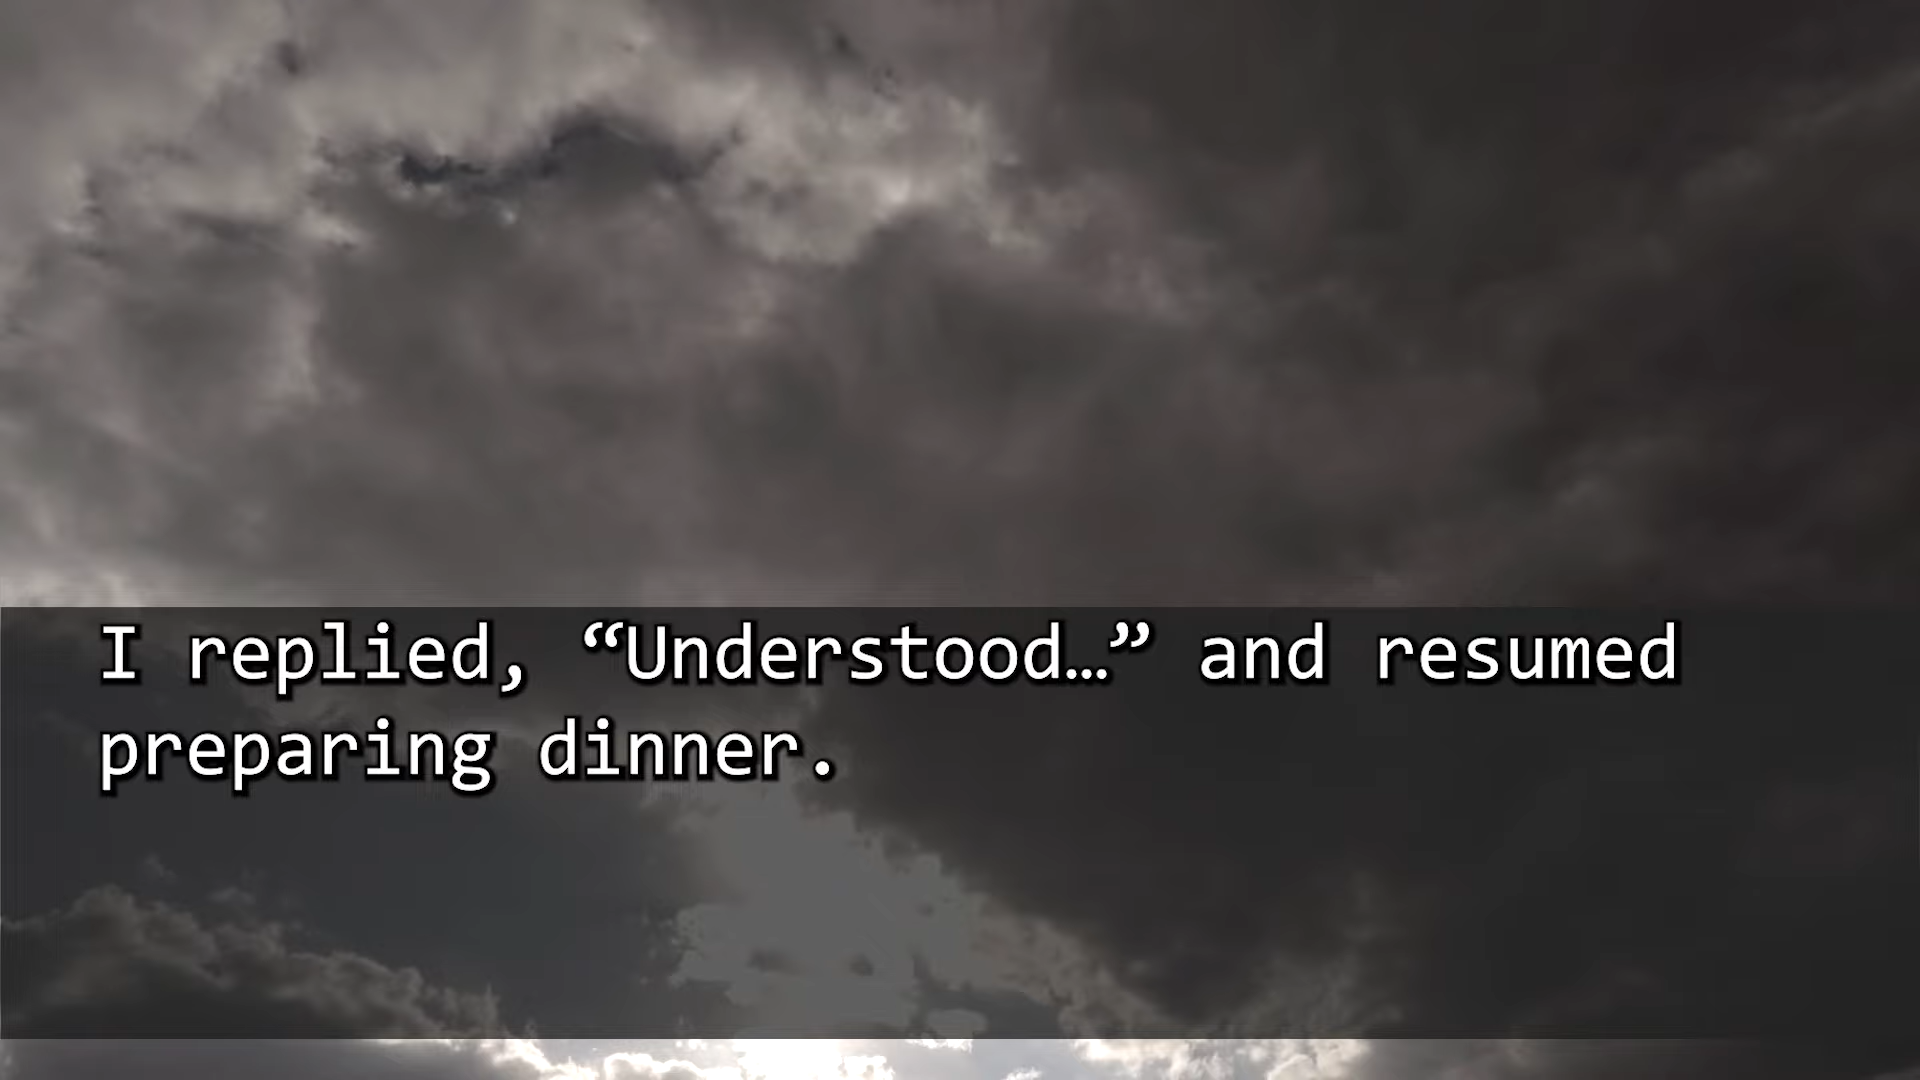 I replied, “Understood…” and resumed
preparing dinner.